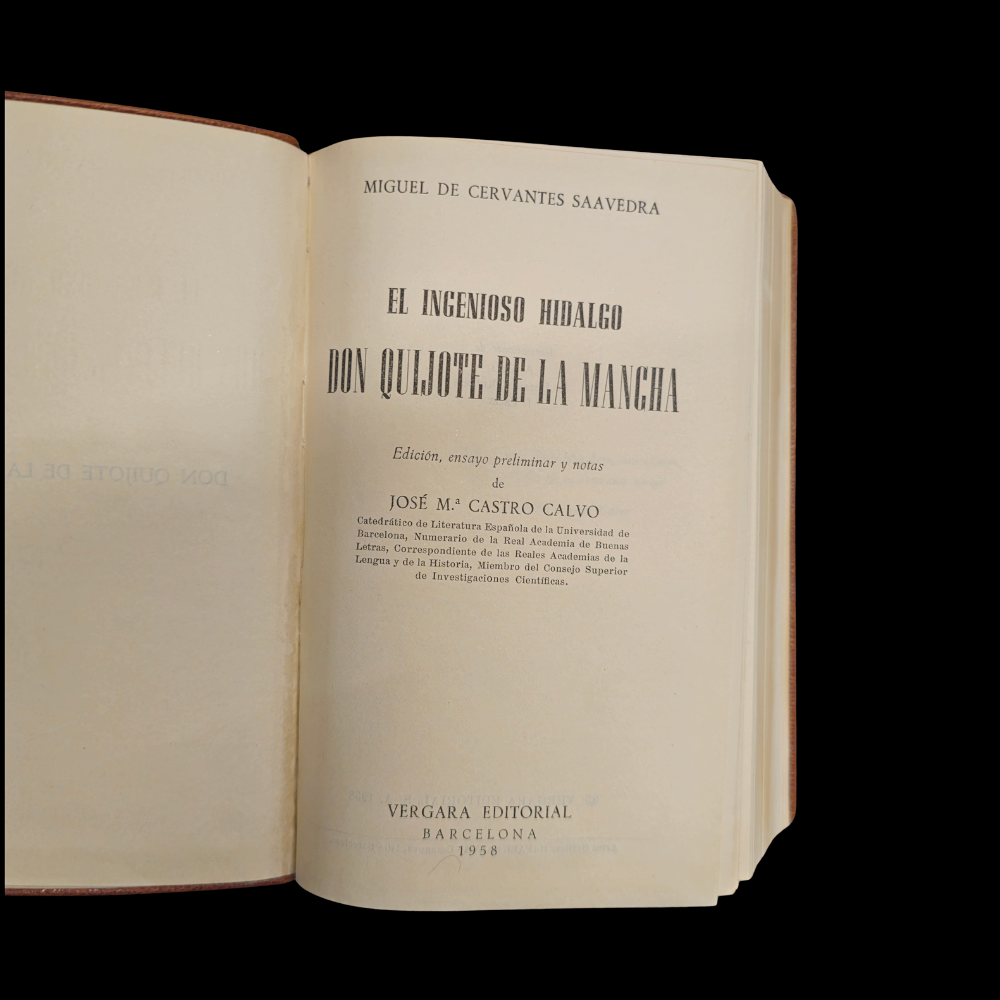 MIGUEL DE CERVANTES SAAVEDRA
EL INGENIOSO HIDALGO
DON QUIJOTE DE LA MANCHA
Edición, ensayo preliminar y notas
de
JOSÉ M.ª CASTRO CALVO
Catedrático de Literatura Española de la Universidad de
Barcelona, Numerario de la Real Academia de Buenas
Letras, Correspondiente de las Reales Academias de la
Lengua y de la Historia, Miembro del Consejo Superior
de Investigaciones Científicas.
VERGARA EDITORIAL
BARCELONA
1958